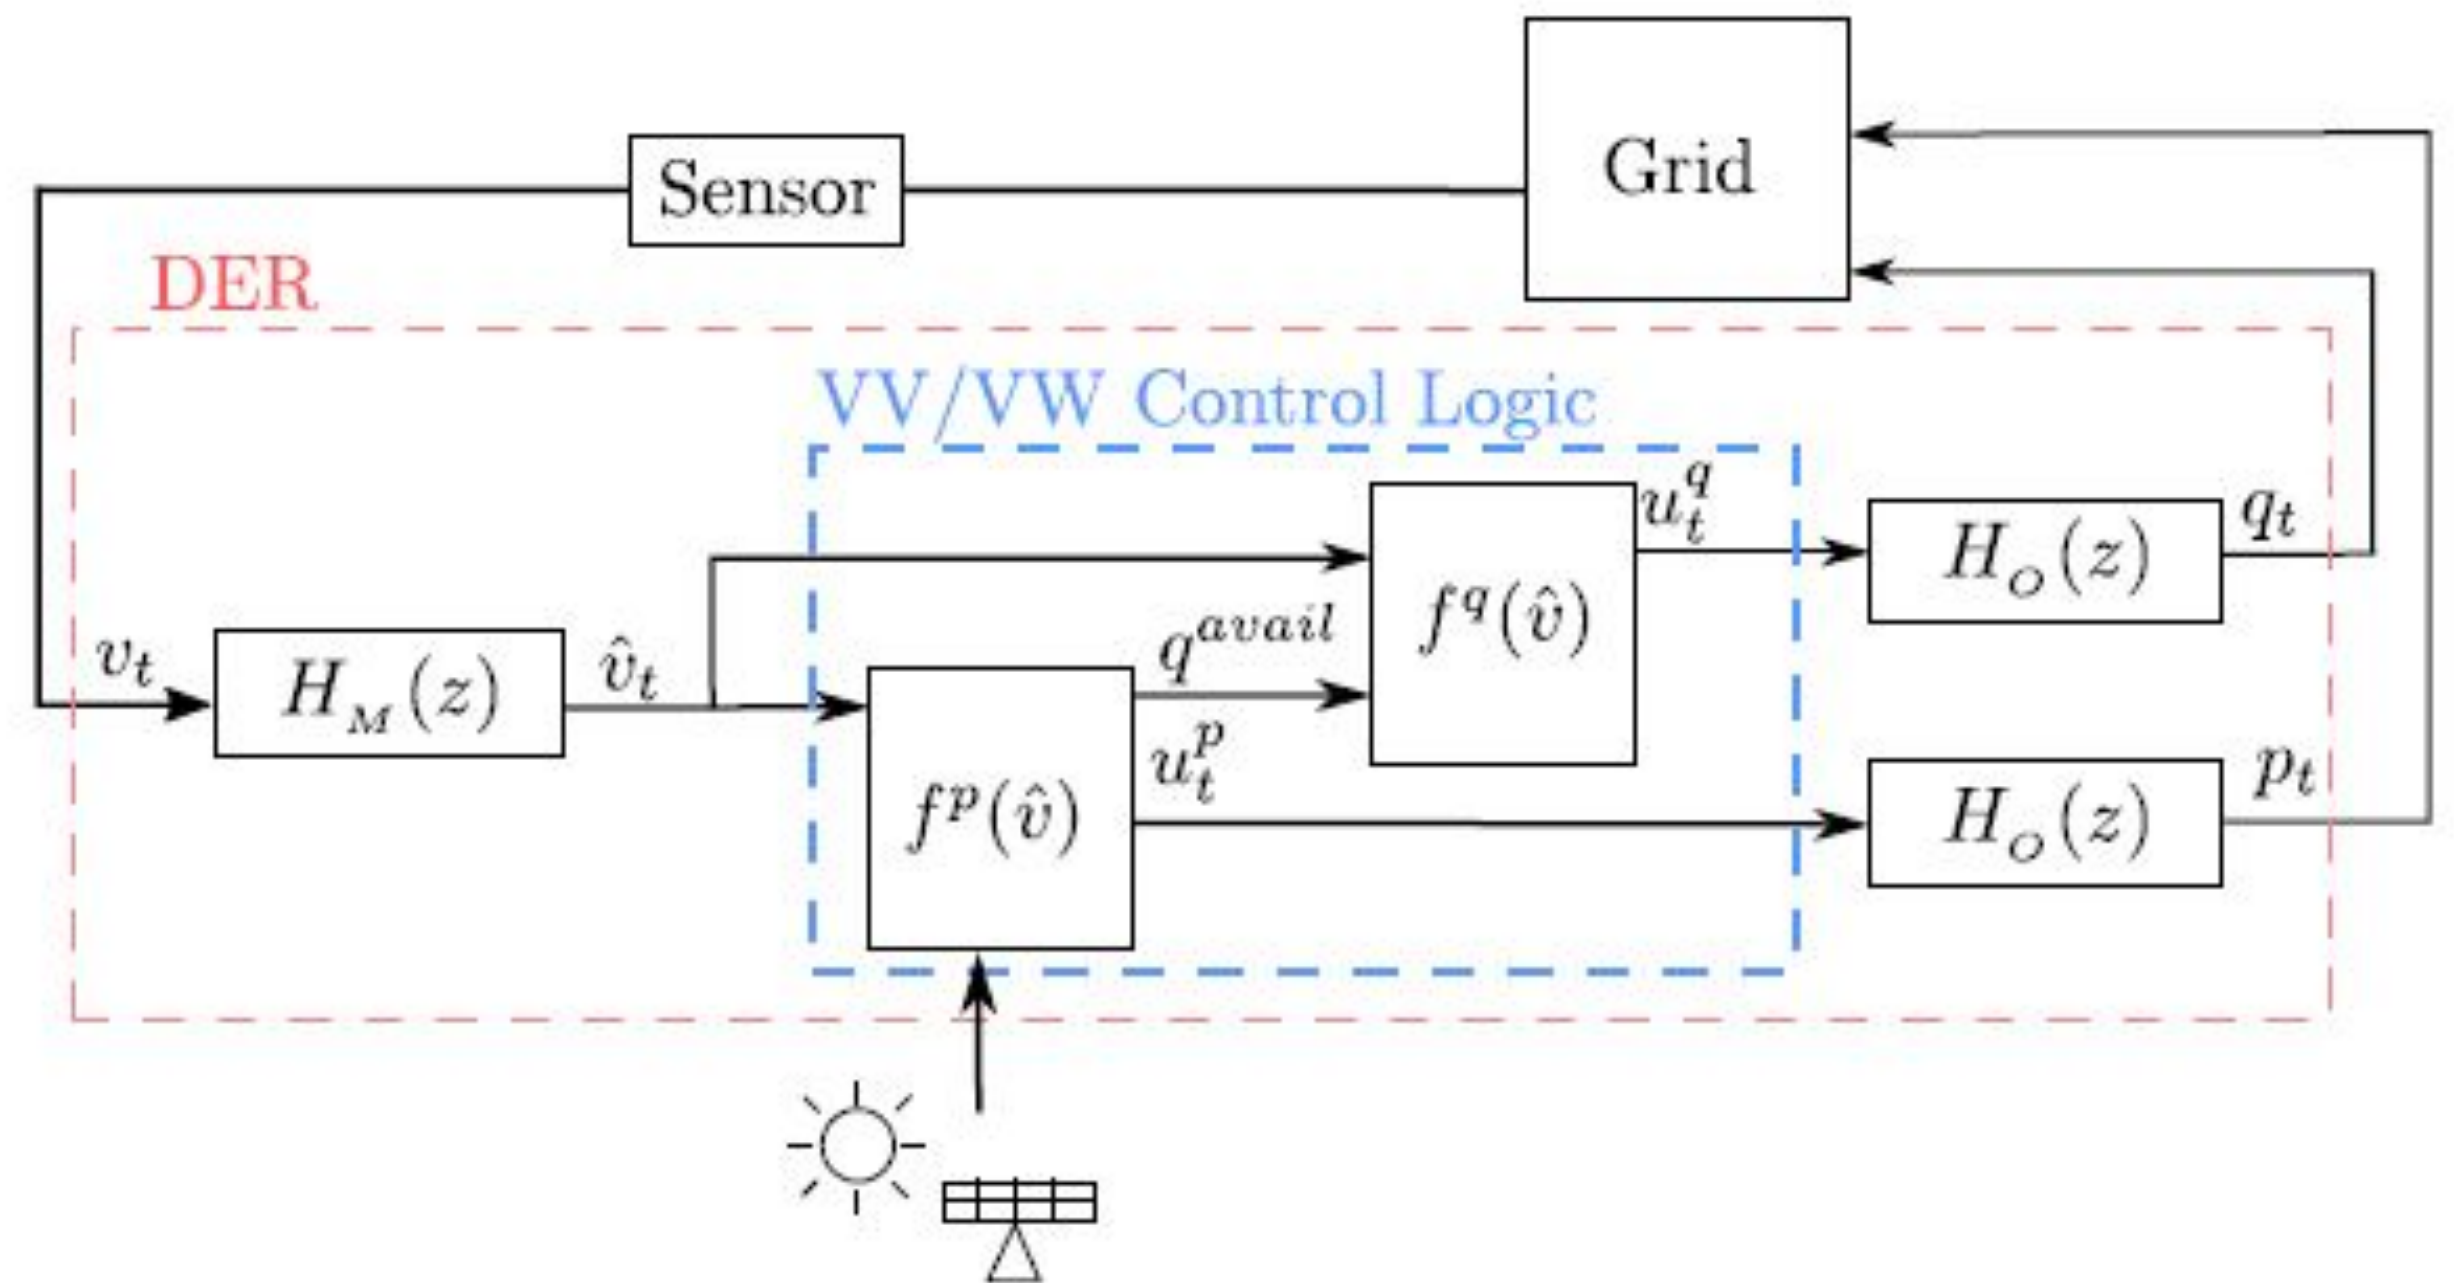 Grid
Sensor
DER
VV/VW Control Logic
u_t^q
q_t
H_O(z)
f^q(v̂)
q^{avail}
v_t
H_M(z)
v̂_t
u_t^p
p_t
f^p(v̂)
H_O(z)